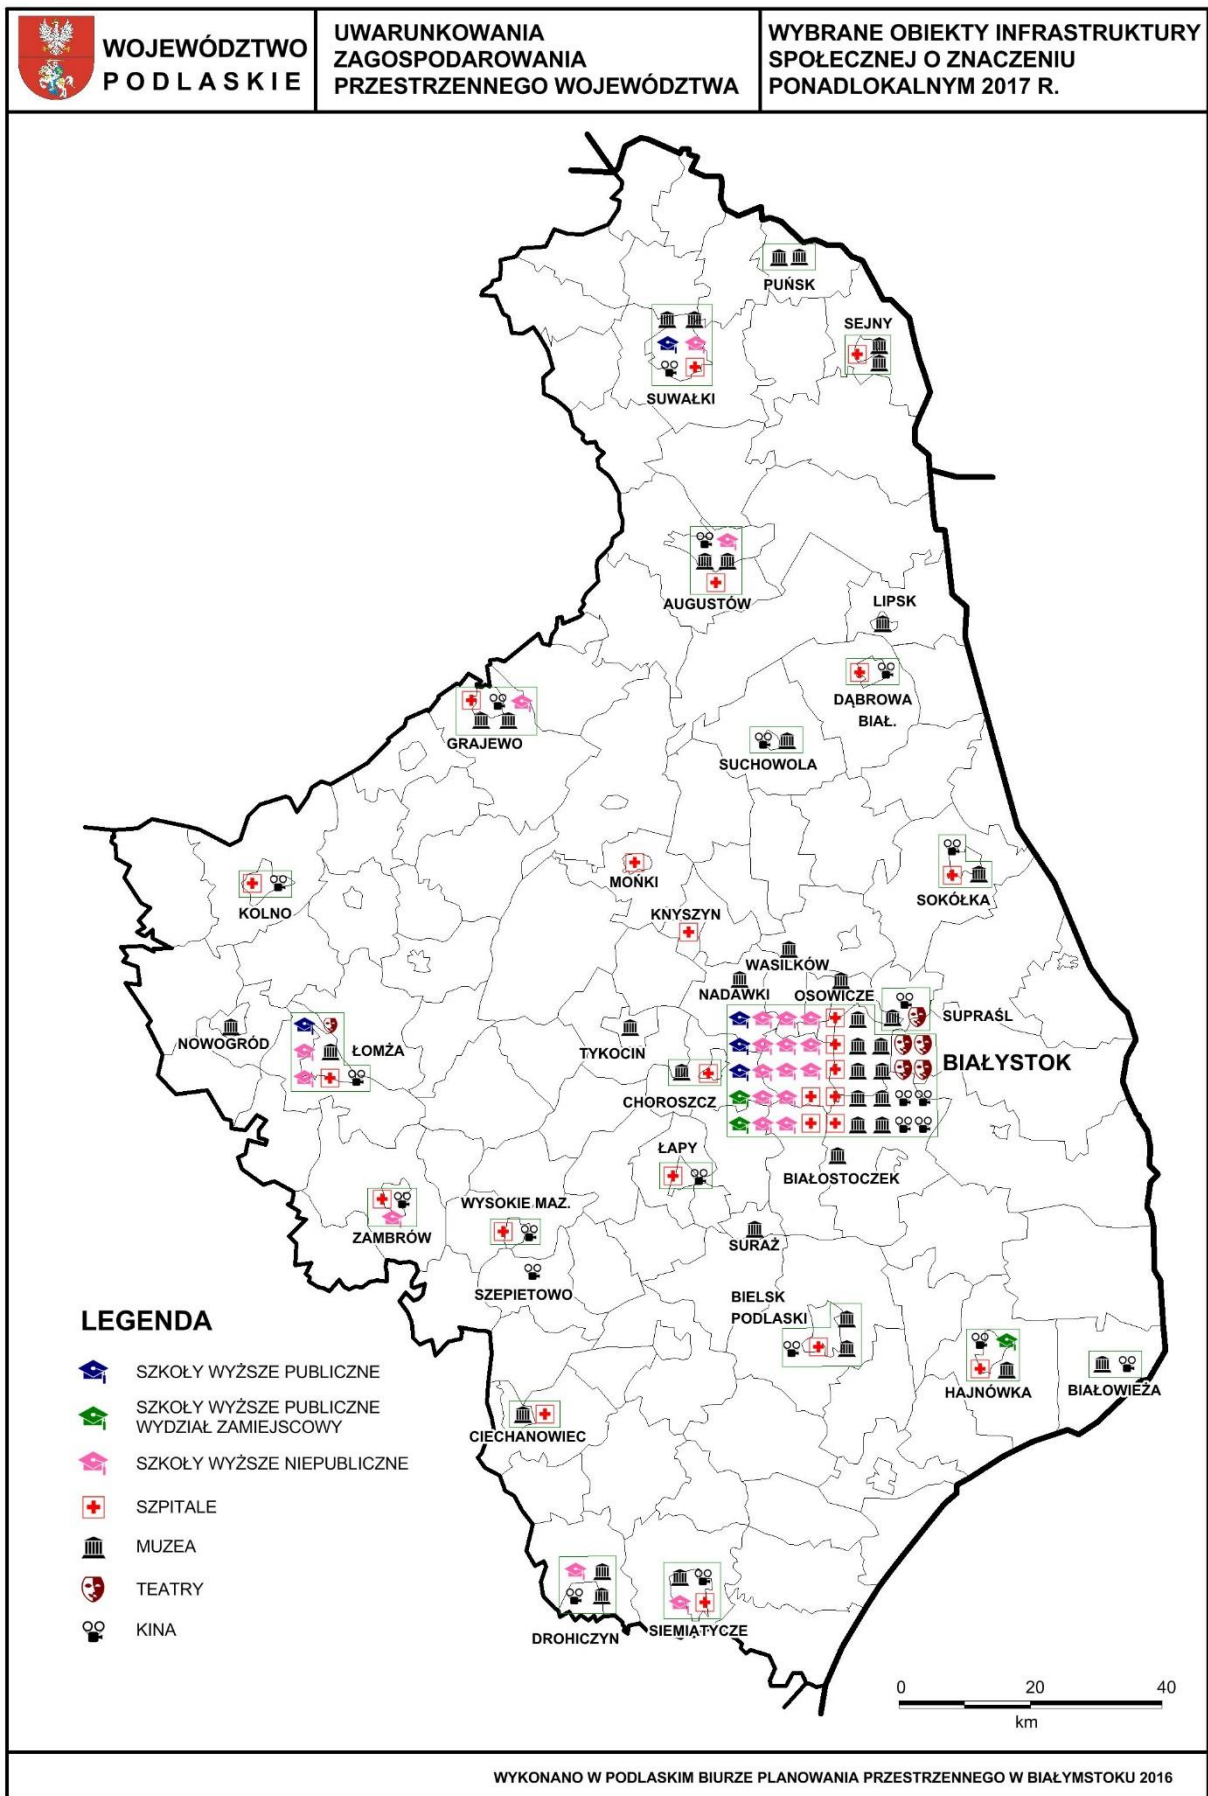 WOJEWÓDZTWO
PODLASKIE
UWARUNKOWANIA
ZAGOSPODAROWANIA
PRZESTRZENNEGO WOJEWÓDZTWA
WYBRANE OBIEKTY INFRASTRUKTURY
SPOŁECZNEJ O ZNACZENIU
PONADLOKALNYM 2017 R.
PUŃSK
SEJNY
SUWAŁKI
AUGUSTÓW
LIPSK
DĄBROWA
BIAŁ.
GRAJEWO
SUCHOWOLA
MOŃKI
KOLNO
SOKÓŁKA
KNYSZYN
WASILKÓW
NADAWKI
OSOWICZE
SUPRAŚL
NOWOGRÓD
ŁOMŻA
TYKOCIN
BIAŁYSTOK
CHOROSZCZ
ŁAPY
BIAŁOSTOCZEK
WYSOKIE MAZ.
ZAMBRÓW
SURAŻ
SZEPIETOWO
BIELSK
PODLASKI
HAJNÓWKA
BIAŁOWIEŻA
CIECHANOWIEC
DROHICZYN
SIEMIATYCZE
LEGENDA
SZKOŁY WYŻSZE PUBLICZNE
SZKOŁY WYŻSZE PUBLICZNE
WYDZIAŁ ZAMIEJSCOWY
SZKOŁY WYŻSZE NIEPUBLICZNE
SZPITALE
MUZEA
TEATRY
KINA
0 20 40
km
WYKONANO W PODLASKIM BIURZE PLANOWANIA PRZESTRZENNEGO W BIAŁYMSTOKU 2016